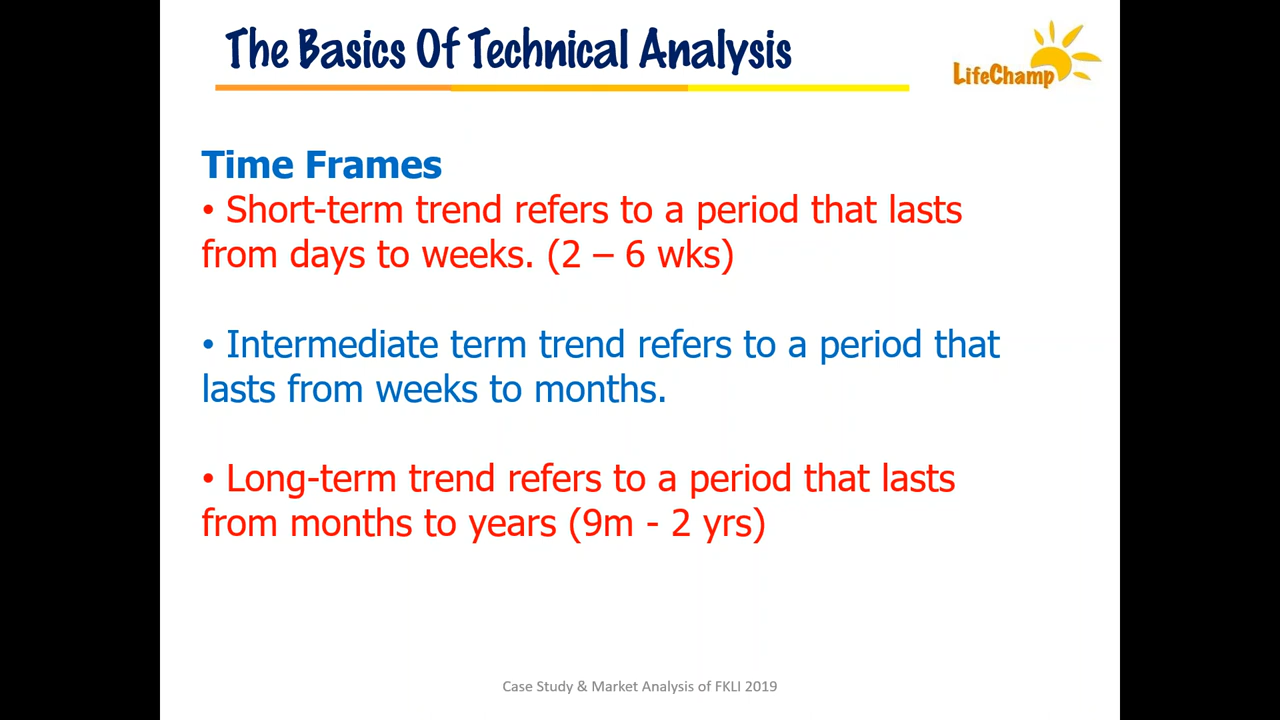 The Basics Of Technical Analysis
LifeChamp
Time Frames
• Short-term trend refers to a period that lasts
from days to weeks. (2 – 6 wks)
• Intermediate term trend refers to a period that
lasts from weeks to months.
• Long-term trend refers to a period that lasts
from months to years (9m - 2 yrs)
Case Study & Market Analysis of FKLI 2019